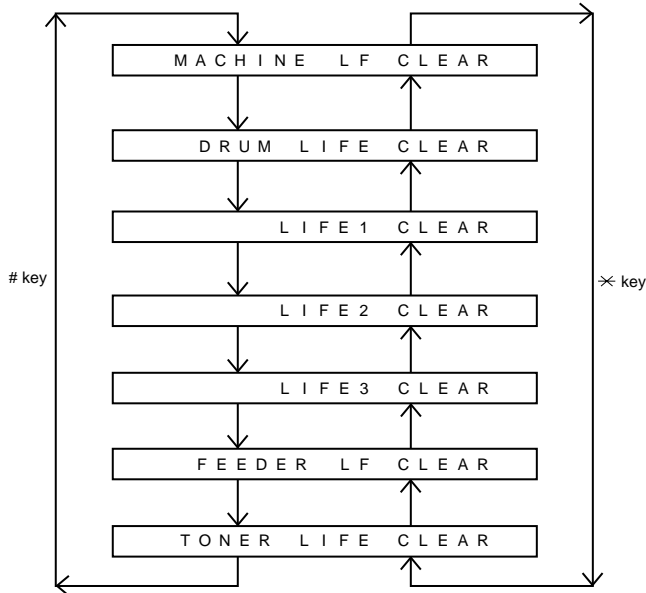 MACHINE LF CLEAR
DRUM LIFE CLEAR
LIFE1 CLEAR
# key
✳ key
LIFE2 CLEAR
LIFE3 CLEAR
FEEDER LF CLEAR
TONER LIFE CLEAR